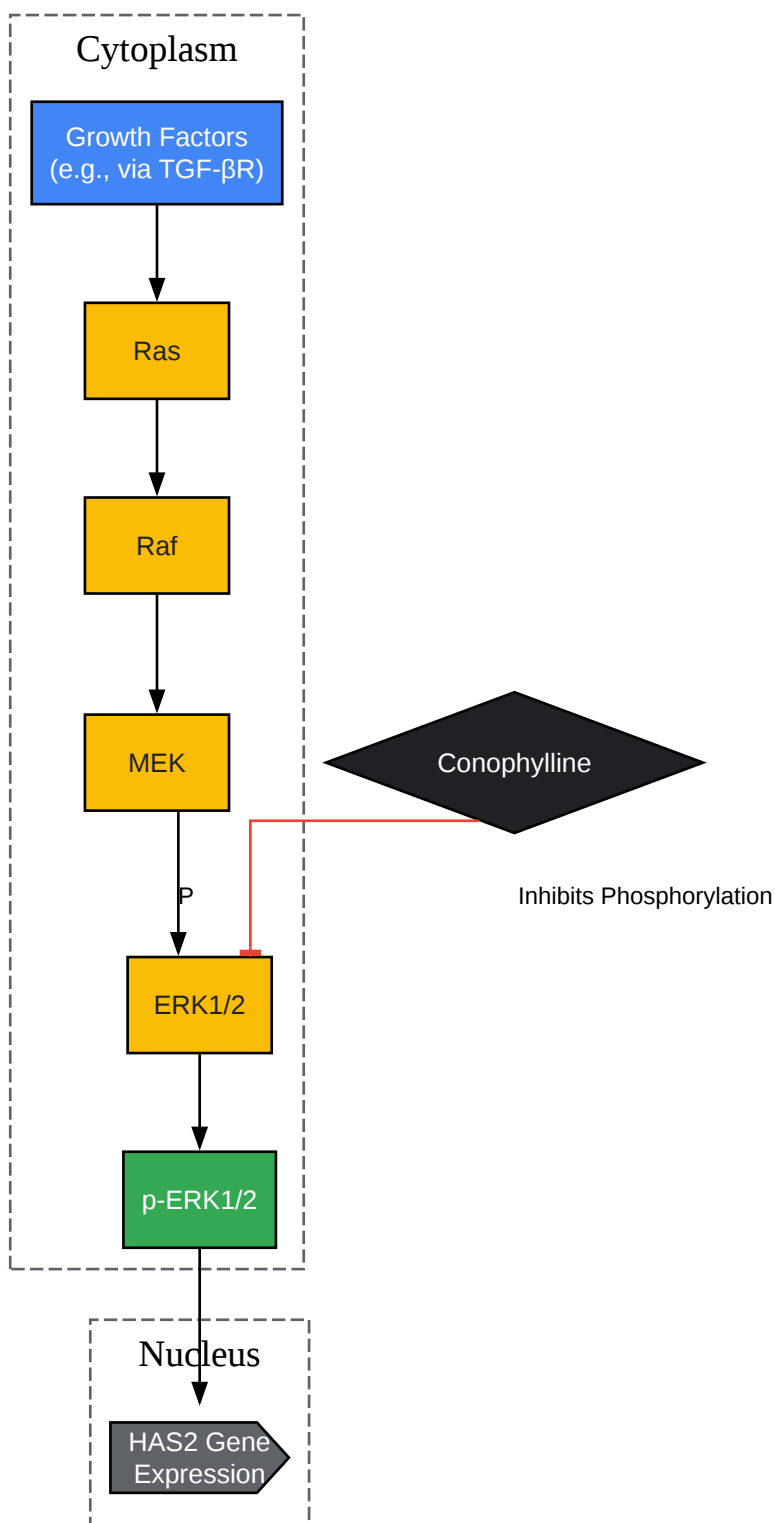 Cytoplasm
Growth Factors
(e.g., via TGF-βR)
Ras
Raf
MEK
Conophylline
P
Inhibits Phosphorylation
ERK1/2
p-ERK1/2
Nucleus
HAS2 Gene
Expression